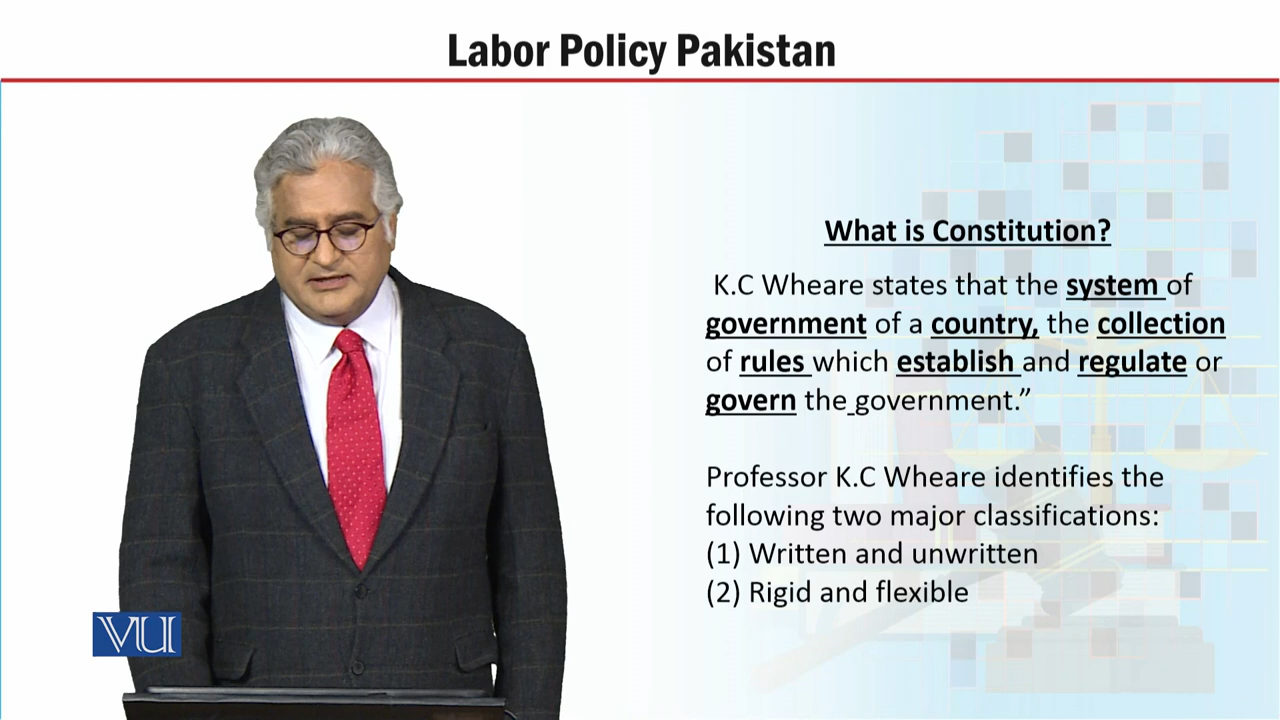 Labor Policy Pakistan
What is Constitution?
K.C Wheare states that the system of
government of a country, the collection
of rules which establish and regulate or
govern the government.”
Professor K.C Wheare identifies the
following two major classifications:
(1) Written and unwritten
(2) Rigid and flexible
VU